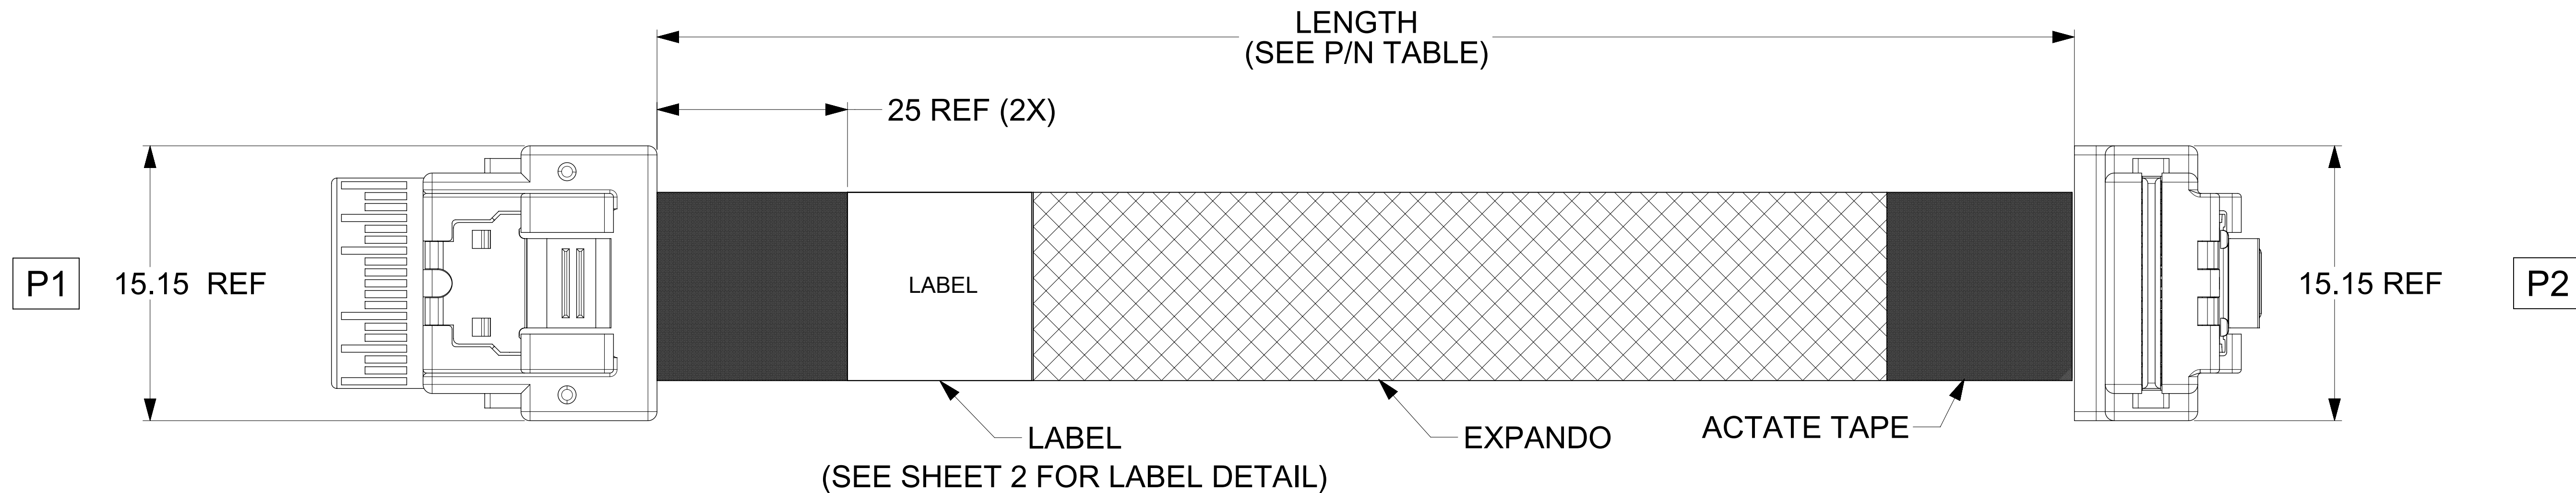 LENGTH
(SEE P/N TABLE)
25 REF (2X)
P1
15.15 REF
LABEL
15.15 REF
P2
LABEL
(SEE SHEET 2 FOR LABEL DETAIL)
EXPANDO
ACTATE TAPE